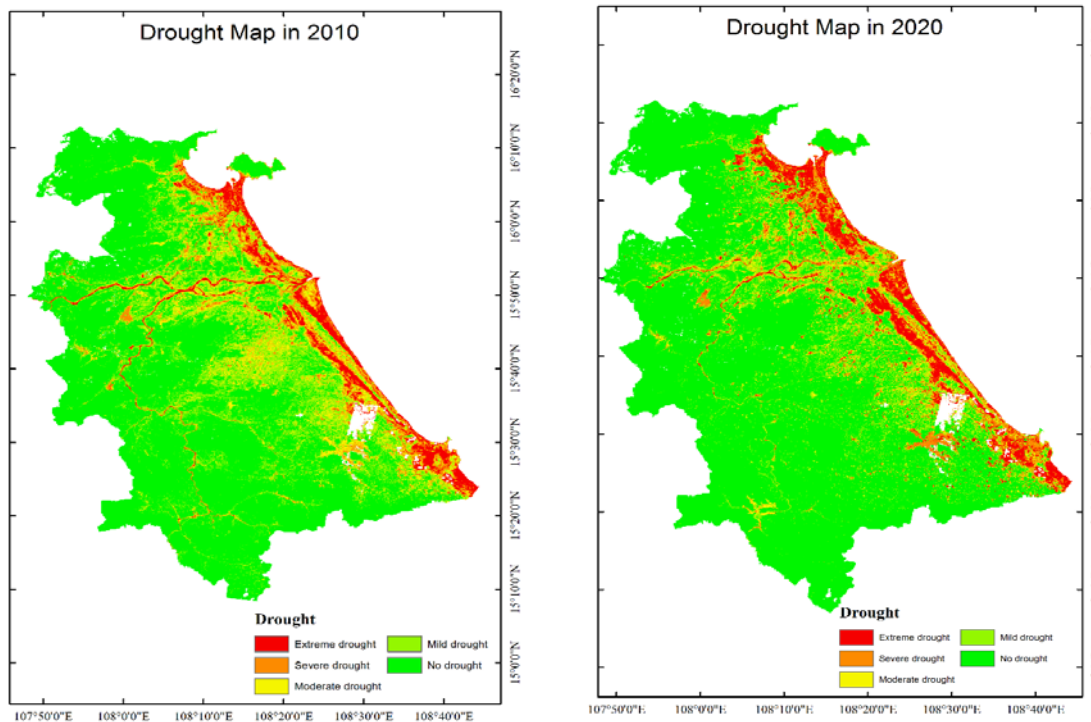 Drought Map in 2010
16°20'0"N
16°10'0"N
16°0'0"N
15°50'0"N
15°40'0"N
15°30'0"N
15°20'0"N
15°10'0"N
15°0'0"N
Drought
Extreme drought
Mild drought
Severe drought
No drought
Moderate drought
107°50'0"E 108°0'0"E 108°10'0"E 108°20'0"E 108°30'0"E 108°40'0"E
Drought Map in 2020
Drought
Extreme drought
Mild drought
Severe drought
No drought
Moderate drought
107°50'0"E 108°0'0"E 108°10'0"E 108°20'0"E 108°30'0"E 108°40'0"E